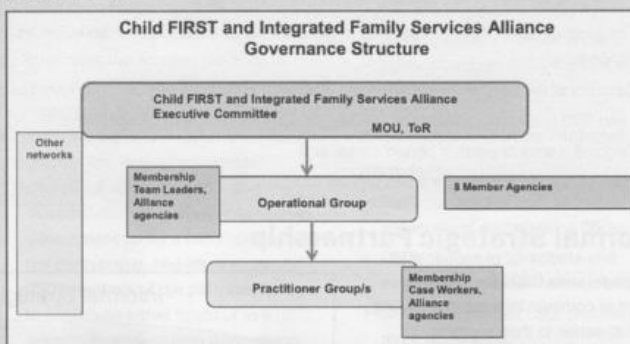 Child FIRST and Integrated Family Services Alliance
Governance Structure
Child FIRST and Integrated Family Services Alliance
Executive Committee
MOU, ToR
Other
networks
Membership
Team Leaders,
Alliance
agencies
Operational Group
8 Member Agencies
Practitioner Group/s
Membership
Case Workers,
Alliance
agencies